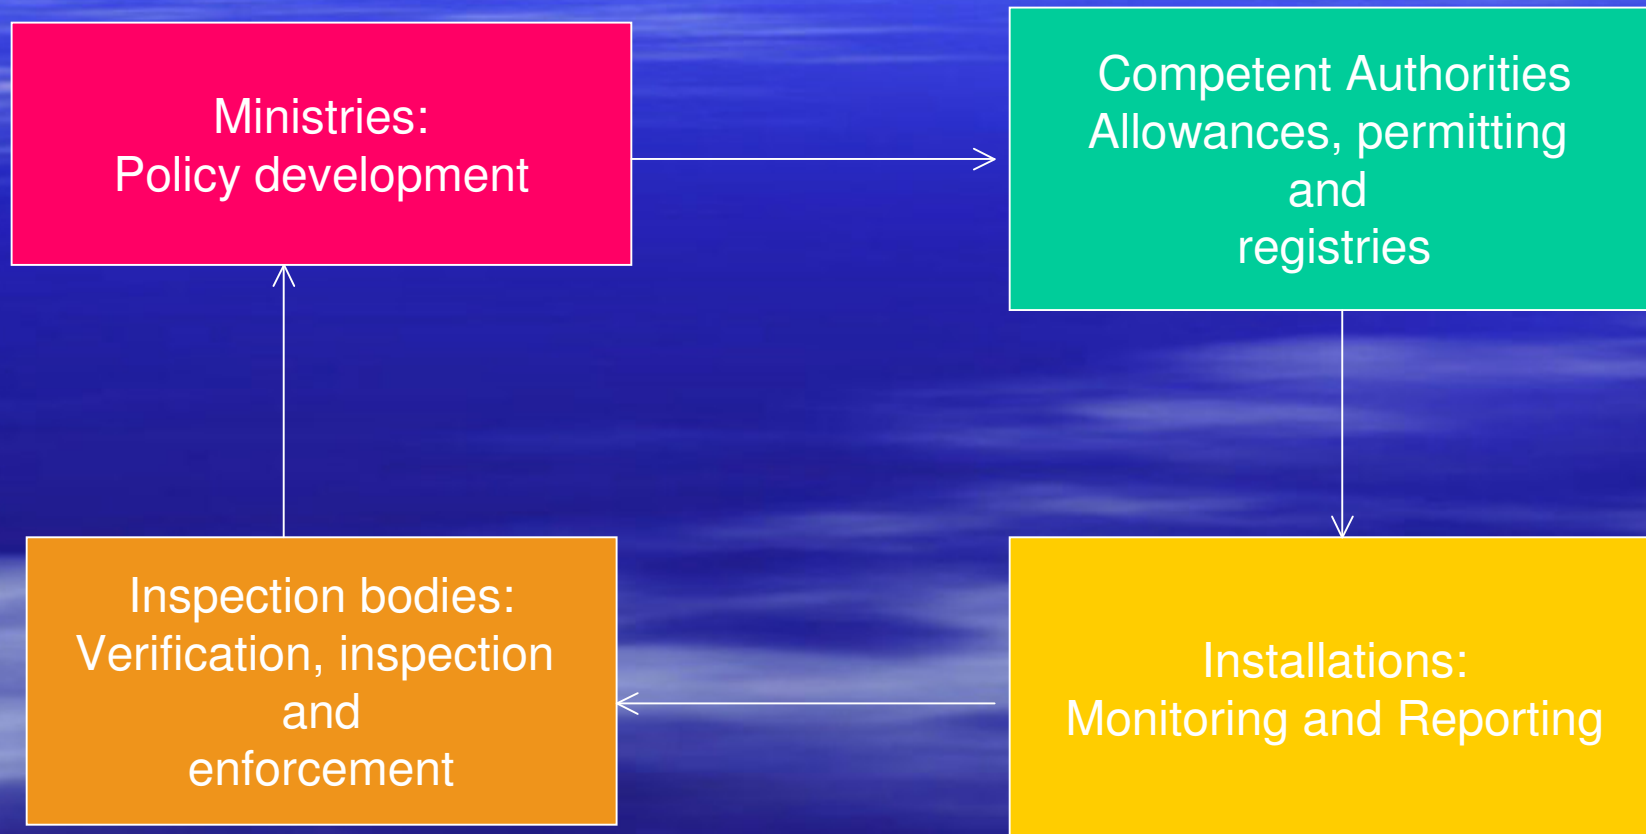 Ministries:
Policy development
Competent Authorities
Allowances, permitting
and
registries
Inspection bodies:
Verification, inspection
and
enforcement
Installations:
Monitoring and Reporting